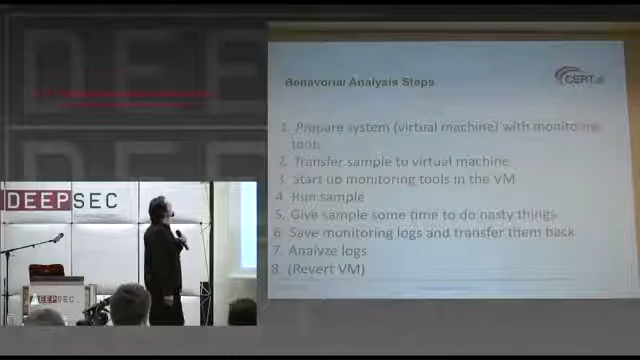 DEEP
Behavorial Analysis Steps
CERT.at
1. Prepare system (virtual machine) with monitoring
tools
2. Transfer sample to virtual machine
3. Start up monitoring tools in the VM
4. Run sample
5. Give sample some time to do nasty things
6. Save monitoring logs and transfer them back
7. Analyze logs
8. (Revert VM)
DEEPSEC
DEEPSEC